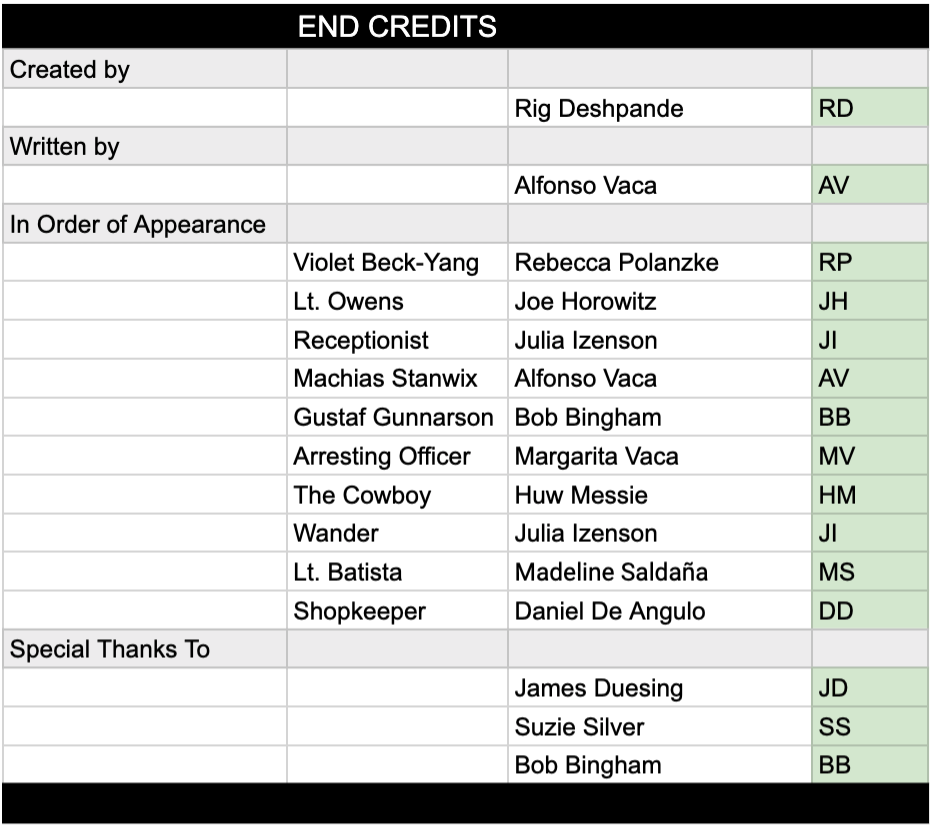 END CREDITS
Created by
Rig Deshpande RD
Written by
Alfonso Vaca AV
In Order of Appearance
Violet Beck-Yang Rebecca Polanzke RP
Lt. Owens Joe Horowitz JH
Receptionist Julia Izenson JI
Machias Stanwix Alfonso Vaca AV
Gustaf Gunnarson Bob Bingham BB
Arresting Officer Margarita Vaca MV
The Cowboy Huw Messie HM
Wander Julia Izenson JI
Lt. Batista Madeline Saldaña MS
Shopkeeper Daniel De Angulo DD
Special Thanks To
James Duesing JD
Suzie Silver SS
Bob Bingham BB